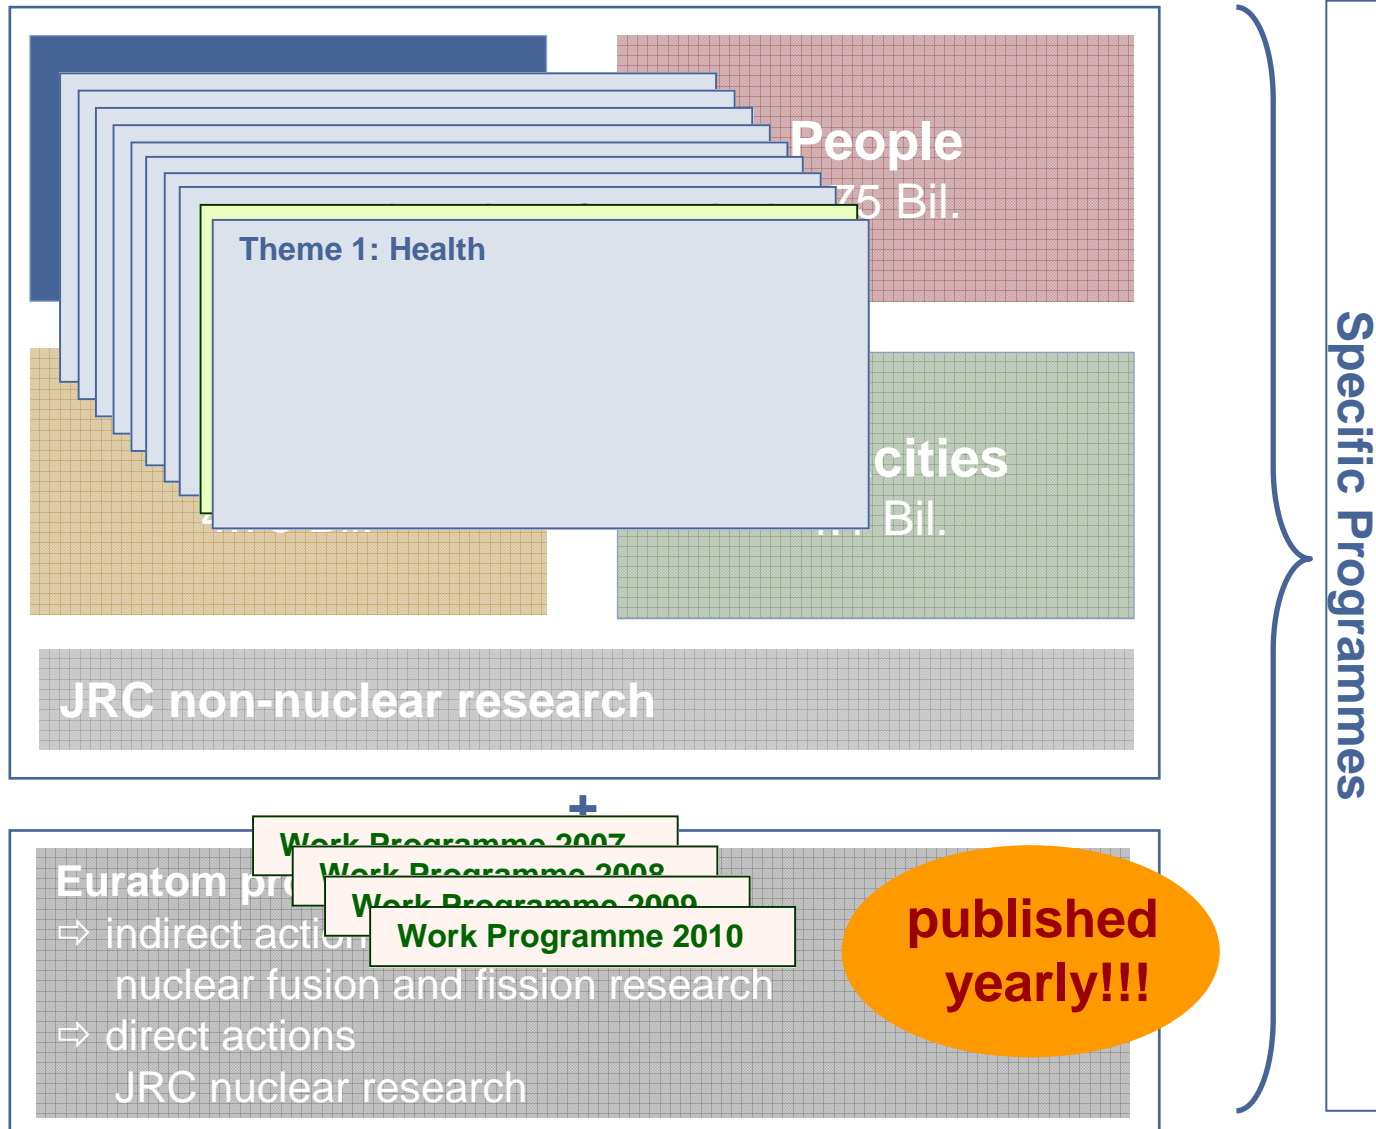 People
75 Bil.
Theme 1: Health
cities
Bil.
JRC non-nuclear research
+
Work Programme 2007
Work Programme 2008
Work Programme 2009
Work Programme 2010
Euratom
⇨ indirect action
nuclear fusion and fission research
⇨ direct actions
JRC nuclear research
published
yearly!!!
Specific Programmes